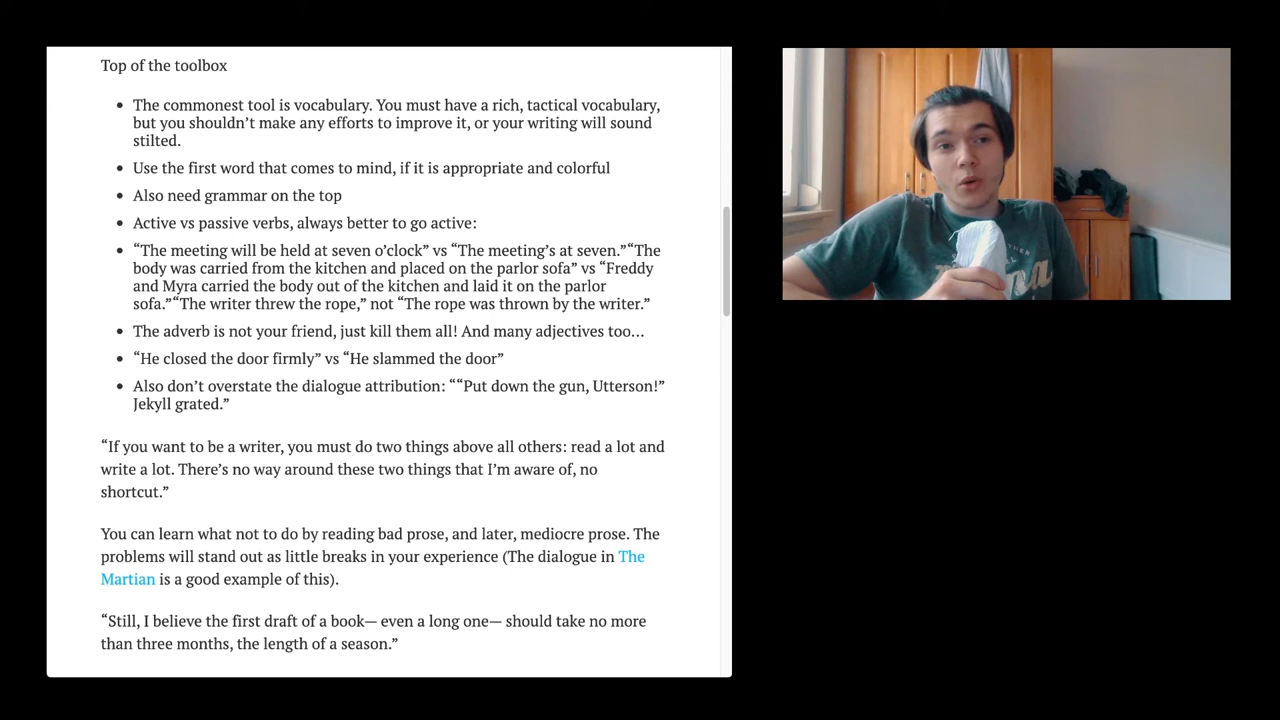 Top of the toolbox
• The commonest tool is vocabulary. You must have a rich, tactical vocabulary,
but you shouldn’t make any efforts to improve it, or your writing will sound
stilted.
• Use the first word that comes to mind, if it is appropriate and colorful
• Also need grammar on the top
• Active vs passive verbs, always better to go active:
• “The meeting will be held at seven o’clock” vs “The meeting’s at seven.”“The
body was carried from the kitchen and placed on the parlor sofa” vs “Freddy
and Myra carried the body out of the kitchen and laid it on the parlor
sofa.”“The writer threw the rope,” not “The rope was thrown by the writer.”
• The adverb is not your friend, just kill them all! And many adjectives too…
• “He closed the door firmly” vs “He slammed the door”
• Also don’t overstate the dialogue attribution: ““Put down the gun, Utterson!”
Jekyll grated.”
“If you want to be a writer, you must do two things above all others: read a lot and
write a lot. There’s no way around these two things that I’m aware of, no
shortcut.”
You can learn what not to do by reading bad prose, and later, mediocre prose. The
problems will stand out as little breaks in your experience (The dialogue in The
Martian is a good example of this).
“Still, I believe the first draft of a book— even a long one— should take no more
than three months, the length of a season.”